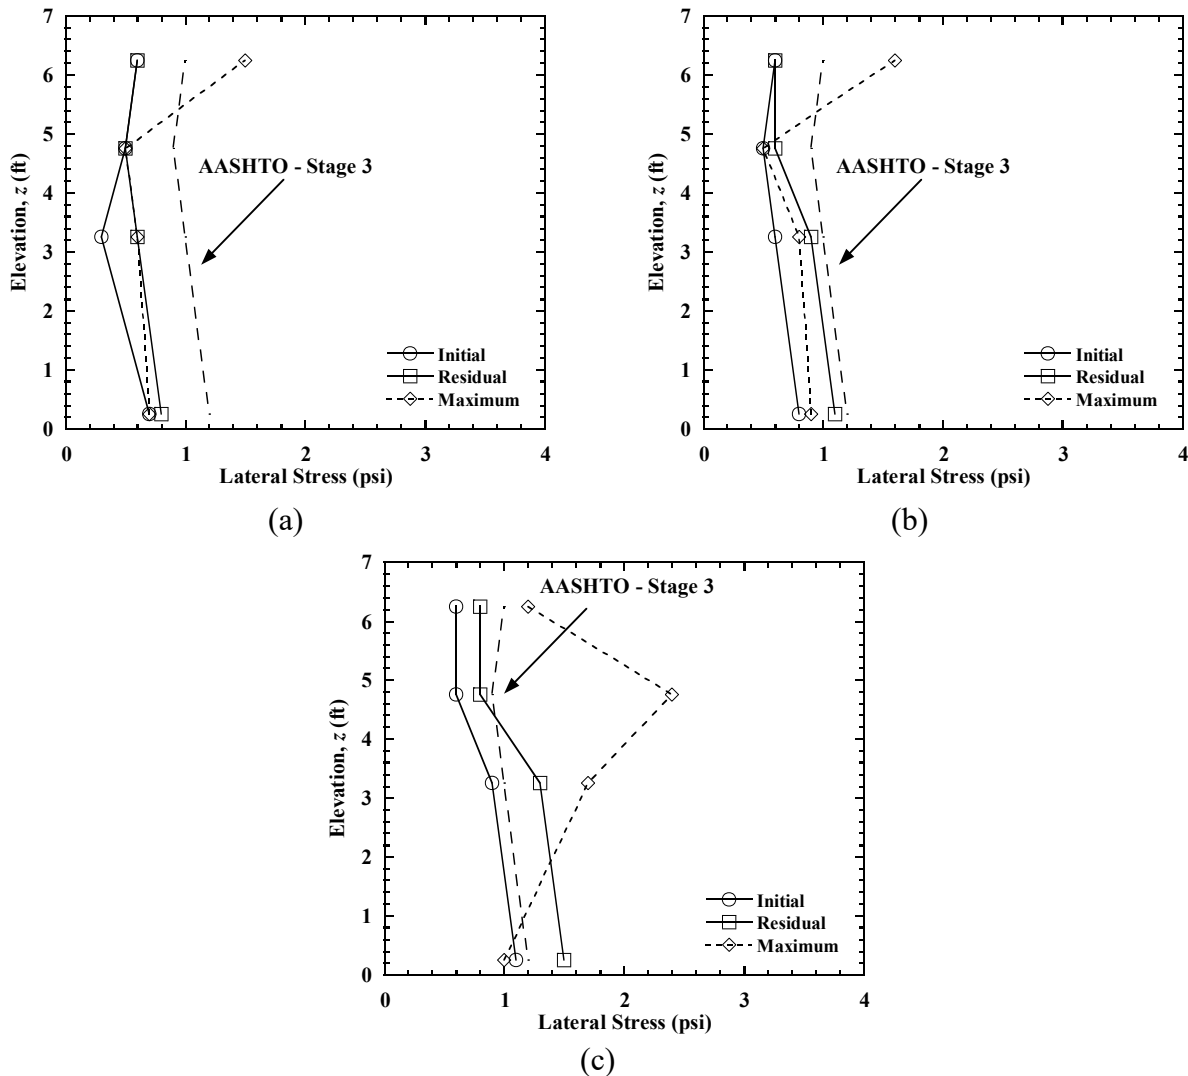 7
6
5
4
3
2
1
0
Elevation, z (ft)
AASHTO - Stage 3
Initial
Residual
Maximum
0 1 2 3 4
Lateral Stress (psi)
(a)
7
6
5
4
3
2
1
0
Elevation, z (ft)
AASHTO - Stage 3
Initial
Residual
Maximum
0 1 2 3 4
Lateral Stress (psi)
(b)
7
6
5
4
3
2
1
0
Elevation, z (ft)
AASHTO - Stage 3
Initial
Residual
Maximum
0 1 2 3 4
Lateral Stress (psi)
(c)